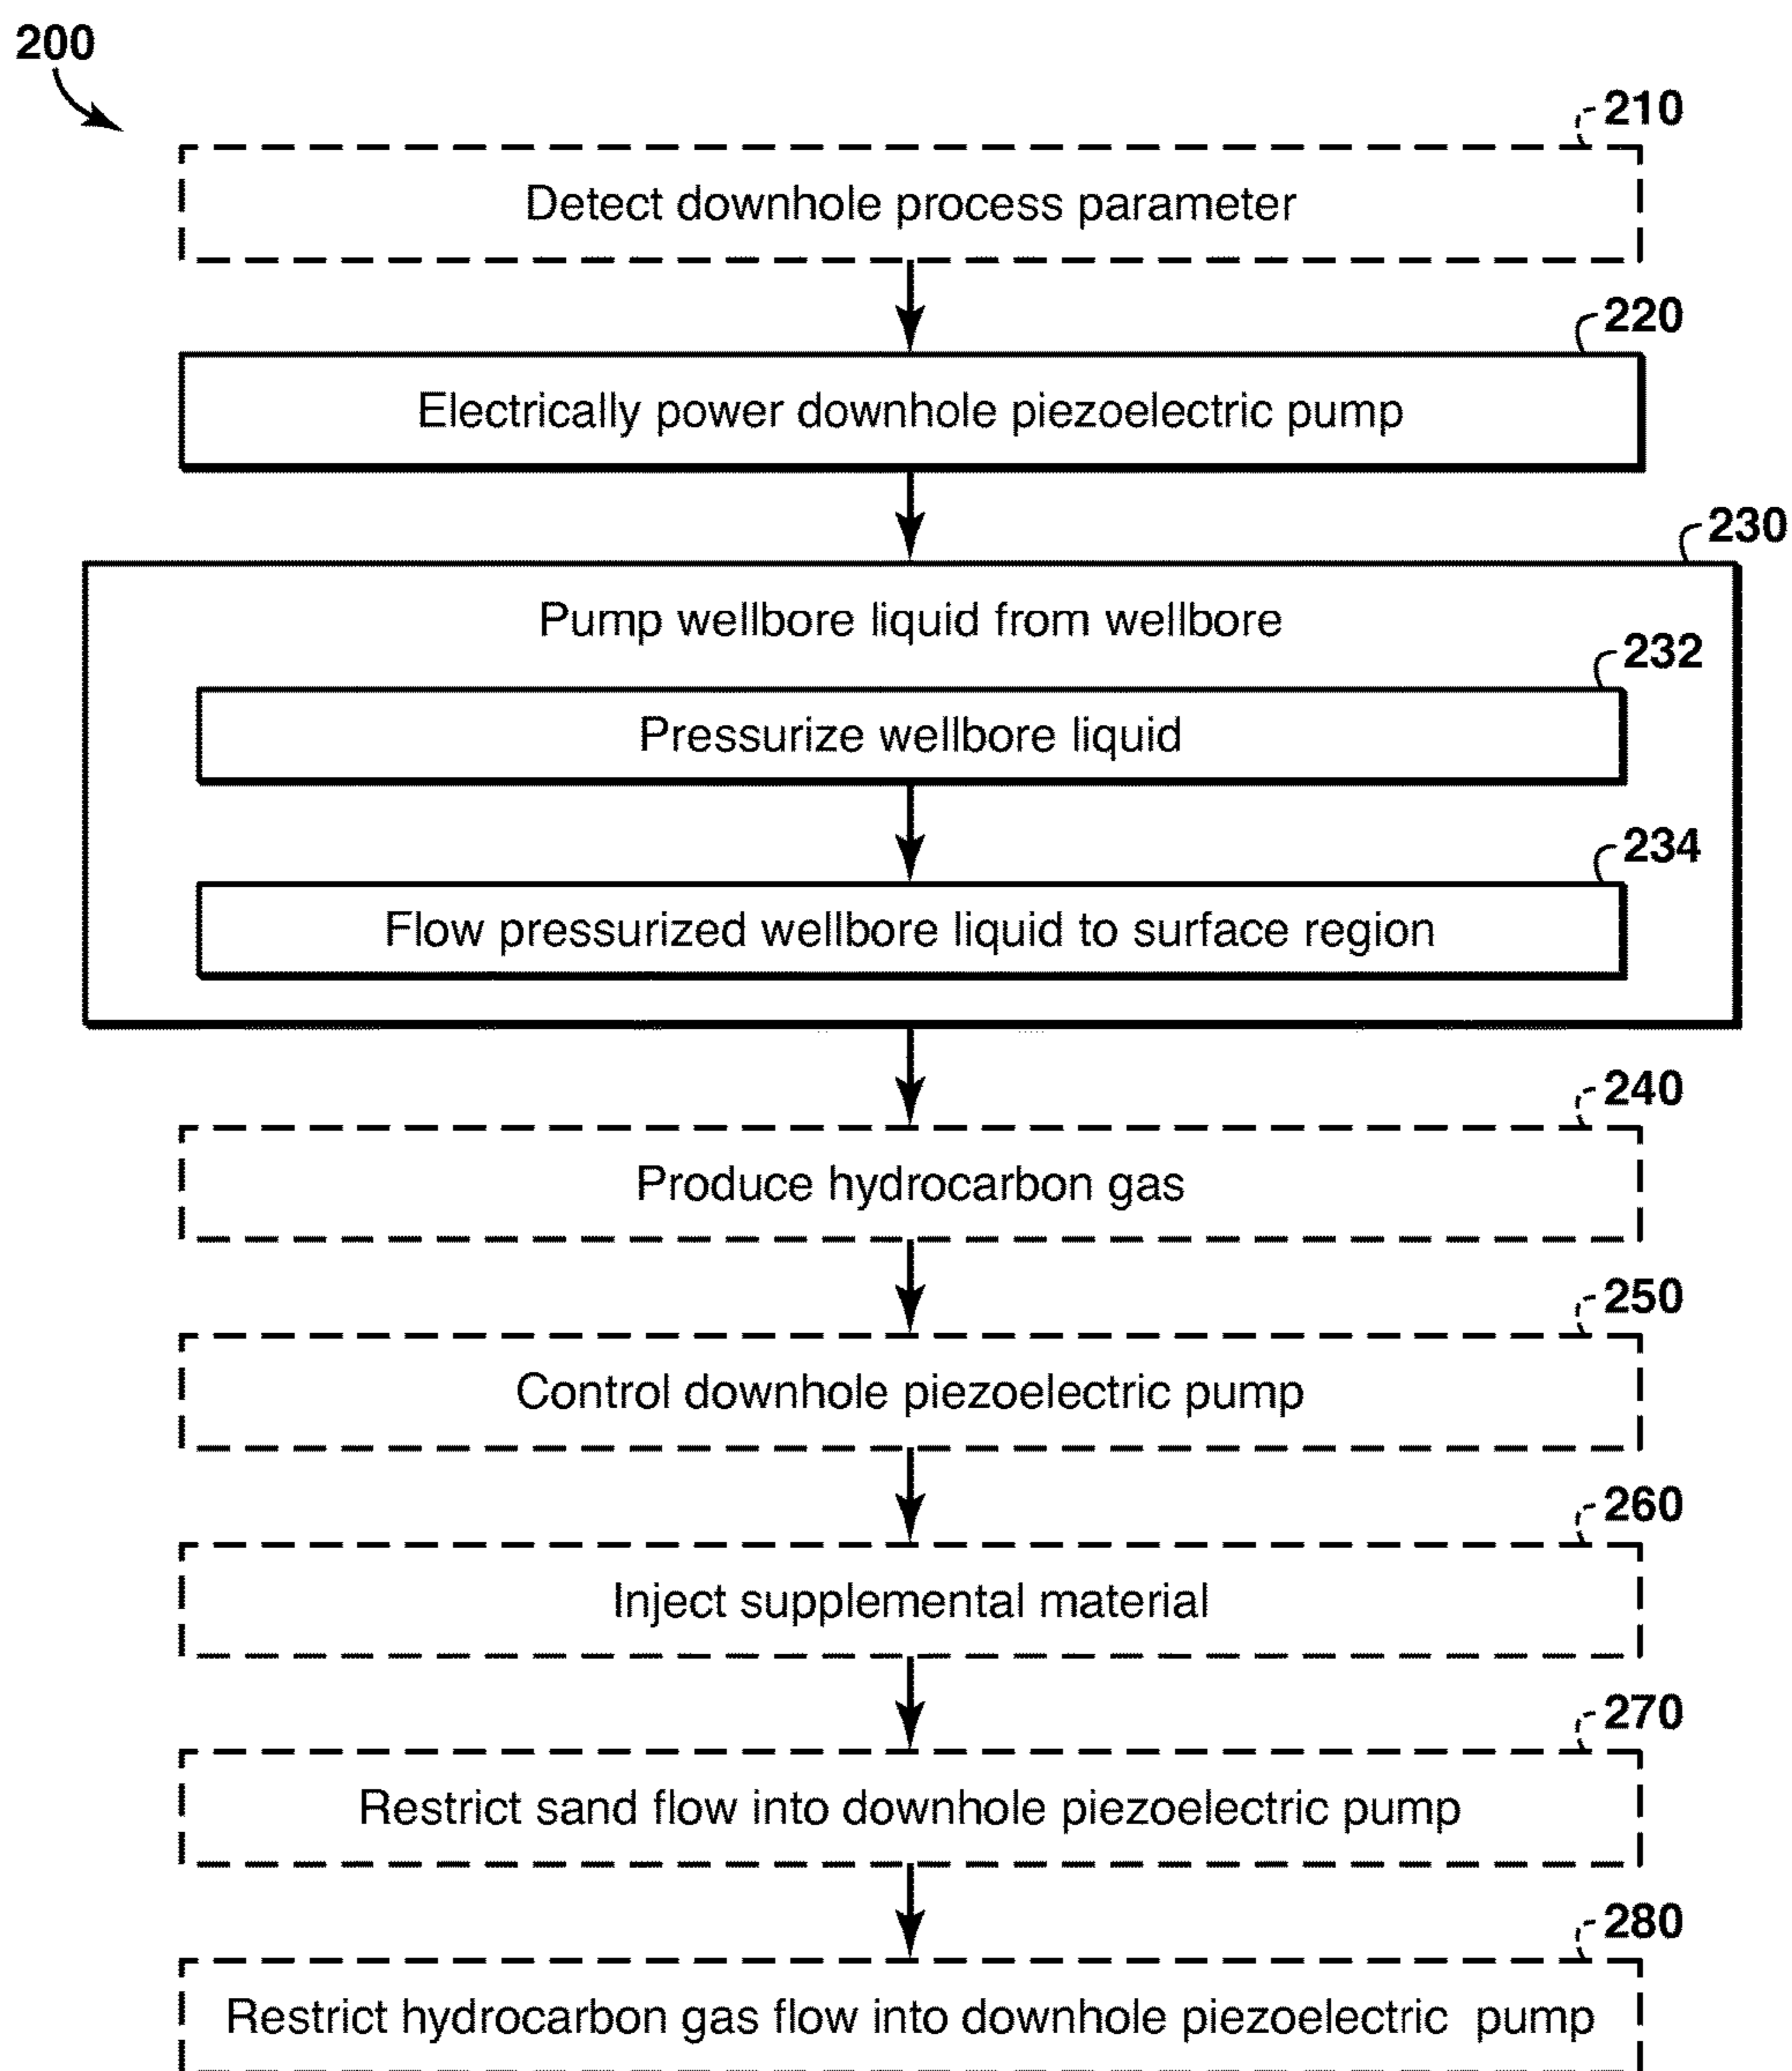 200
210
Detect downhole process parameter
220
Electrically power downhole piezoelectric pump
230
Pump wellbore liquid from wellbore
232
Pressurize wellbore liquid
234
Flow pressurized wellbore liquid to surface region
240
Produce hydrocarbon gas
250
Control downhole piezoelectric pump
260
Inject supplemental material
270
Restrict sand flow into downhole piezoelectric pump
280
Restrict hydrocarbon gas flow into downhole piezoelectric pump